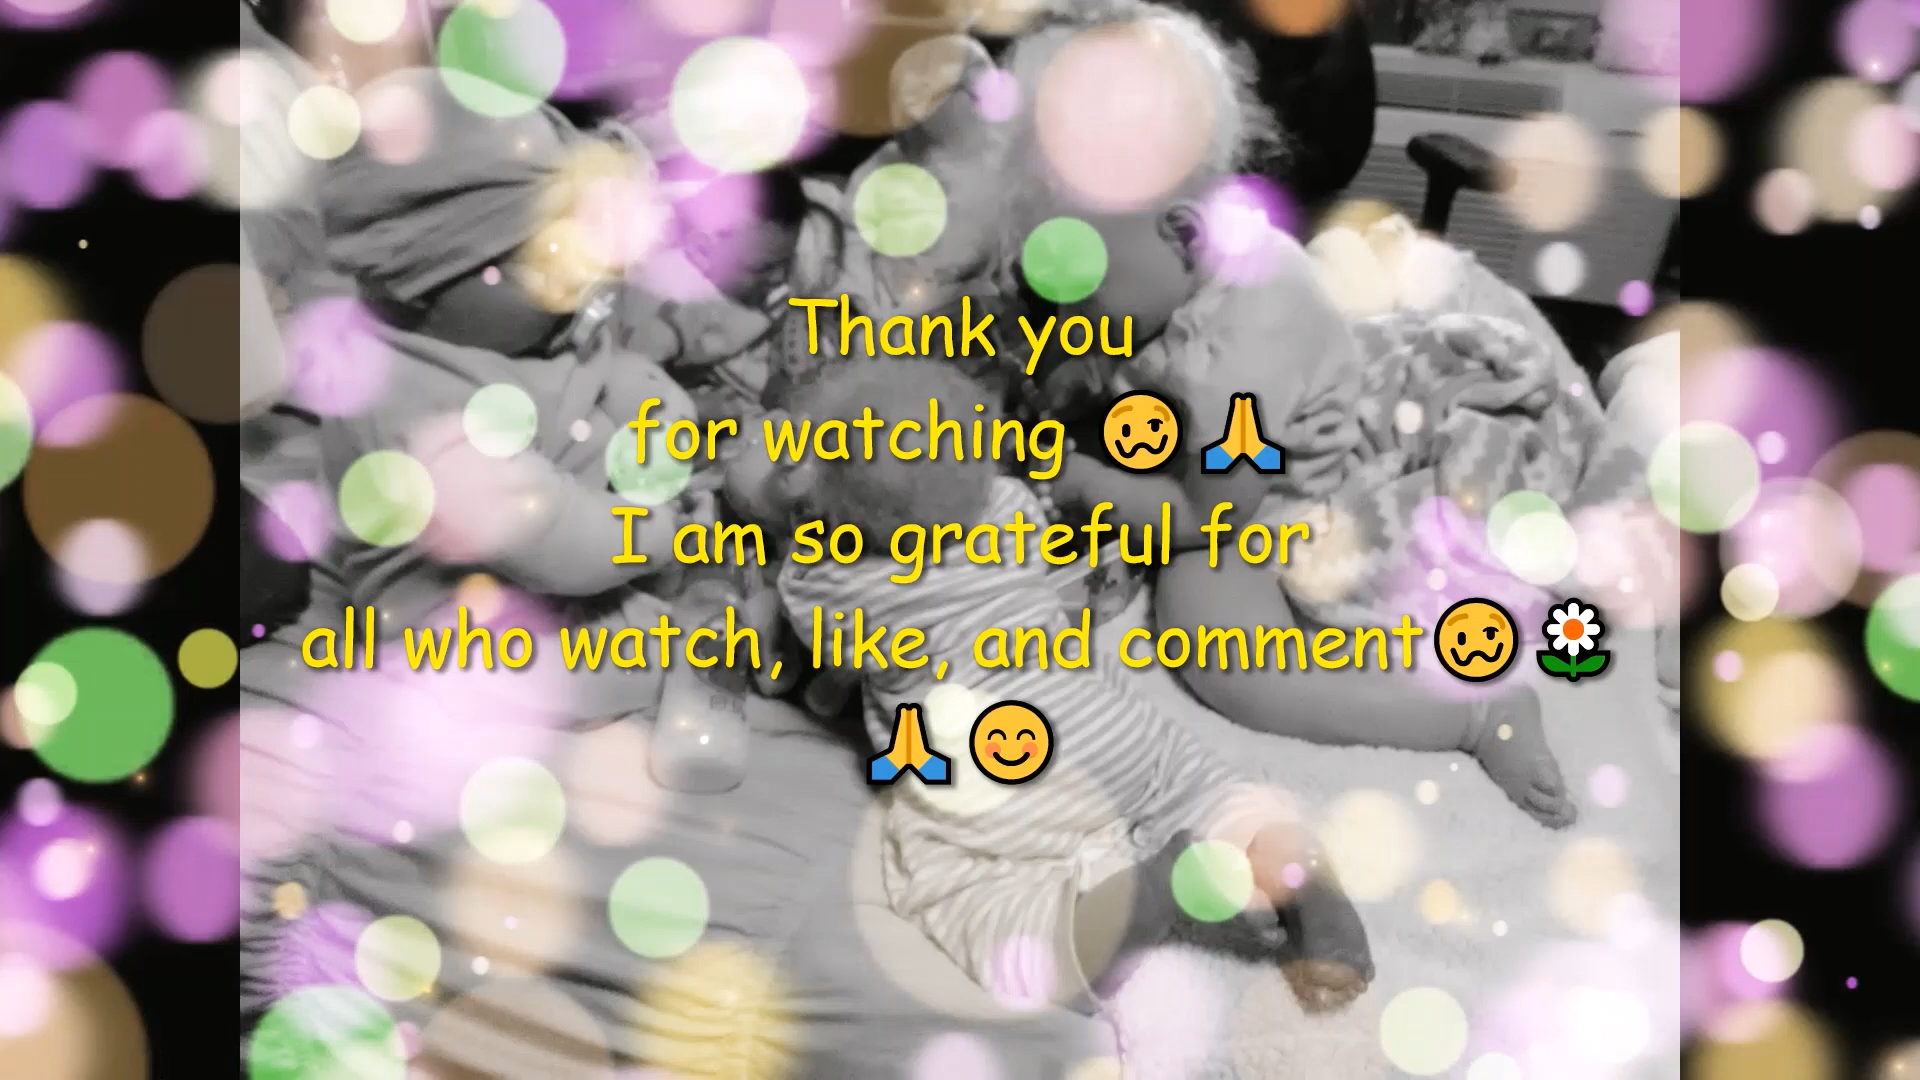 Thank you
for watching 🥴🙏
I am so grateful for
all who watch, like, and comment🥴🌼
🙏😊